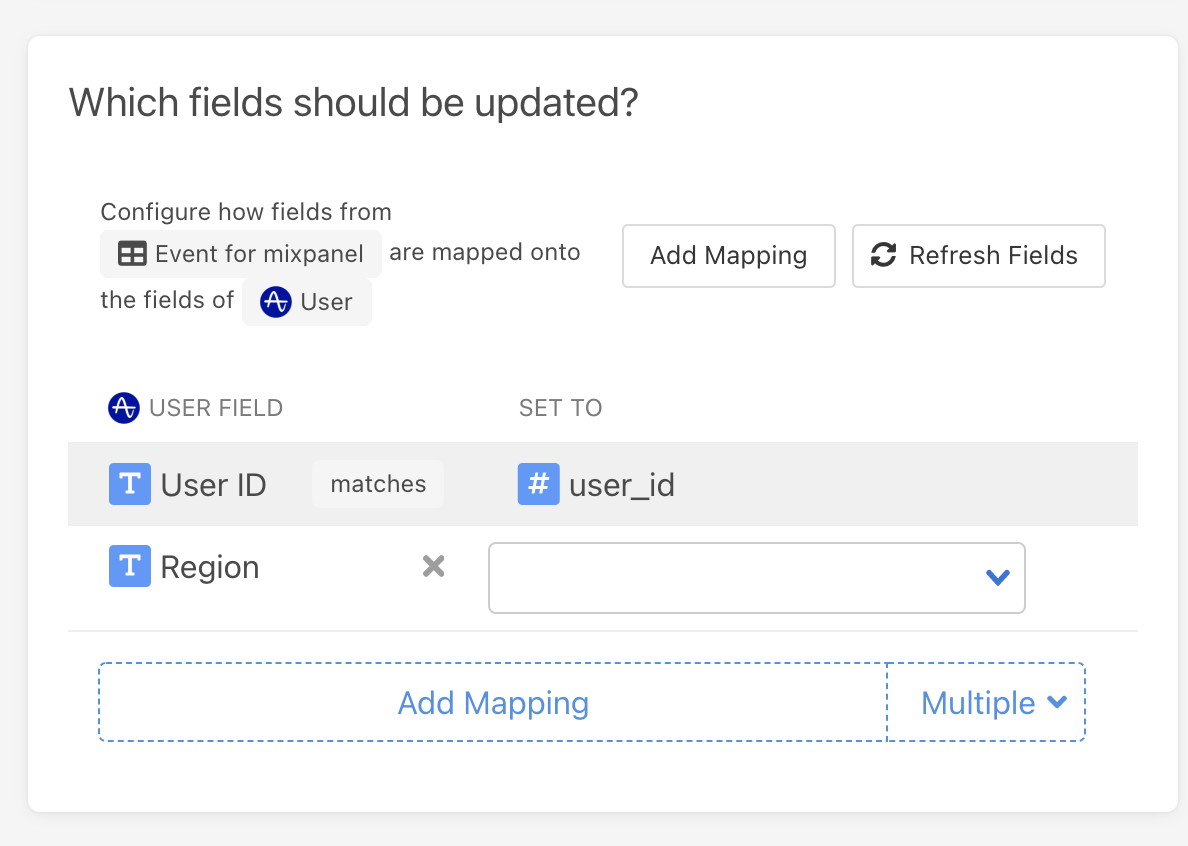 Which fields should be updated?
Configure how fields from
Event for mixpanel are mapped onto
the fields of User
Add Mapping
Refresh Fields
USER FIELD
SET TO
T User ID matches # user_id
T Region
Add Mapping
Multiple